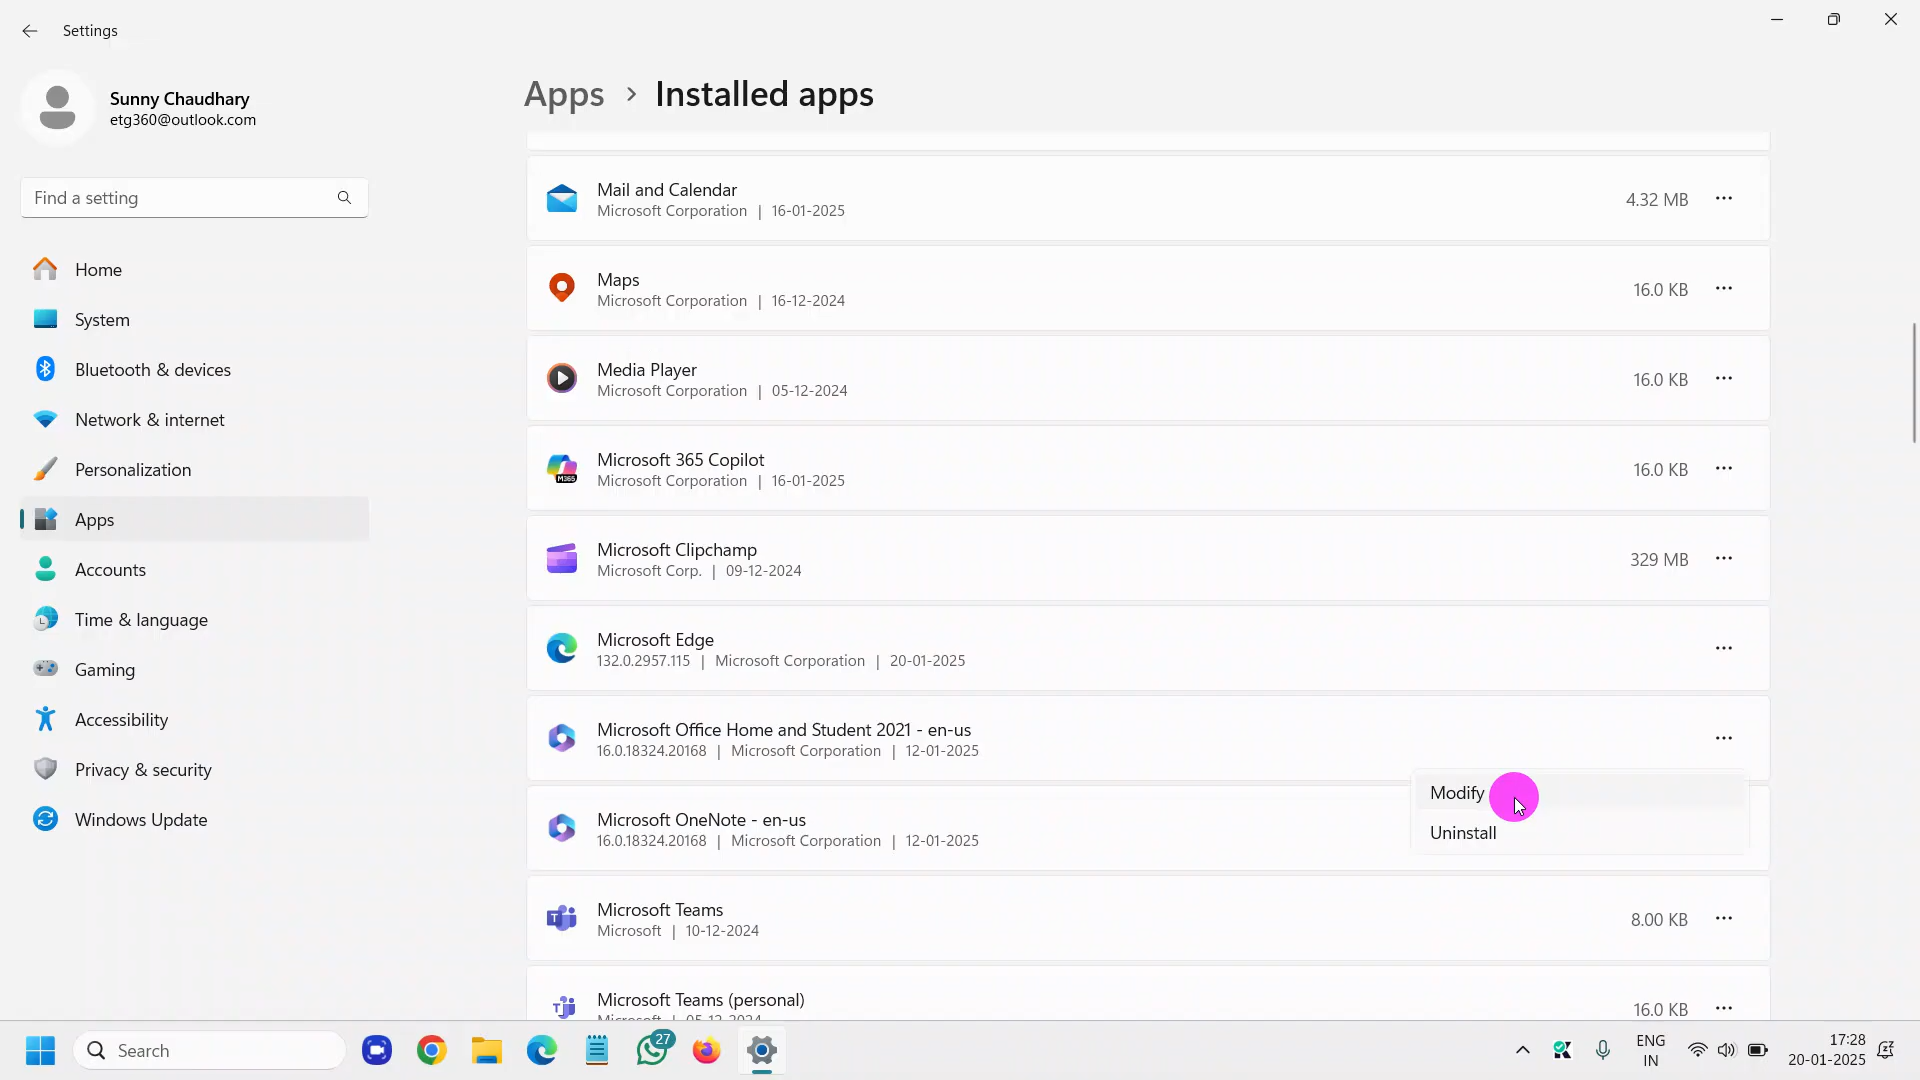 Settings
Sunny Chaudhary
etg360@outlook.com
Find a setting
Home
System
Bluetooth & devices
Network & internet
Personalization
Apps
Accounts
Time & language
Gaming
Accessibility
Privacy & security
Windows Update
Apps > Installed apps
Mail and Calendar
Microsoft Corporation | 16-01-2025
4.32 MB
Maps
Microsoft Corporation | 16-12-2024
16.0 KB
Media Player
Microsoft Corporation | 05-12-2024
16.0 KB
Microsoft 365 Copilot
Microsoft Corporation | 16-01-2025
16.0 KB
M365
Microsoft Clipchamp
Microsoft Corp. | 09-12-2024
329 MB
Microsoft Edge
132.0.2957.115 | Microsoft Corporation | 20-01-2025
Microsoft Office Home and Student 2021 - en-us
16.0.18324.20168 | Microsoft Corporation | 12-01-2025
Modify
Uninstall
Microsoft OneNote - en-us
16.0.18324.20168 | Microsoft Corporation | 12-01-2025
Microsoft Teams
Microsoft | 10-12-2024
8.00 KB
Microsoft Teams (personal)
Microsoft | 05-12-2024
16.0 KB
Search
27
ENG
IN
17:28
20-01-2025